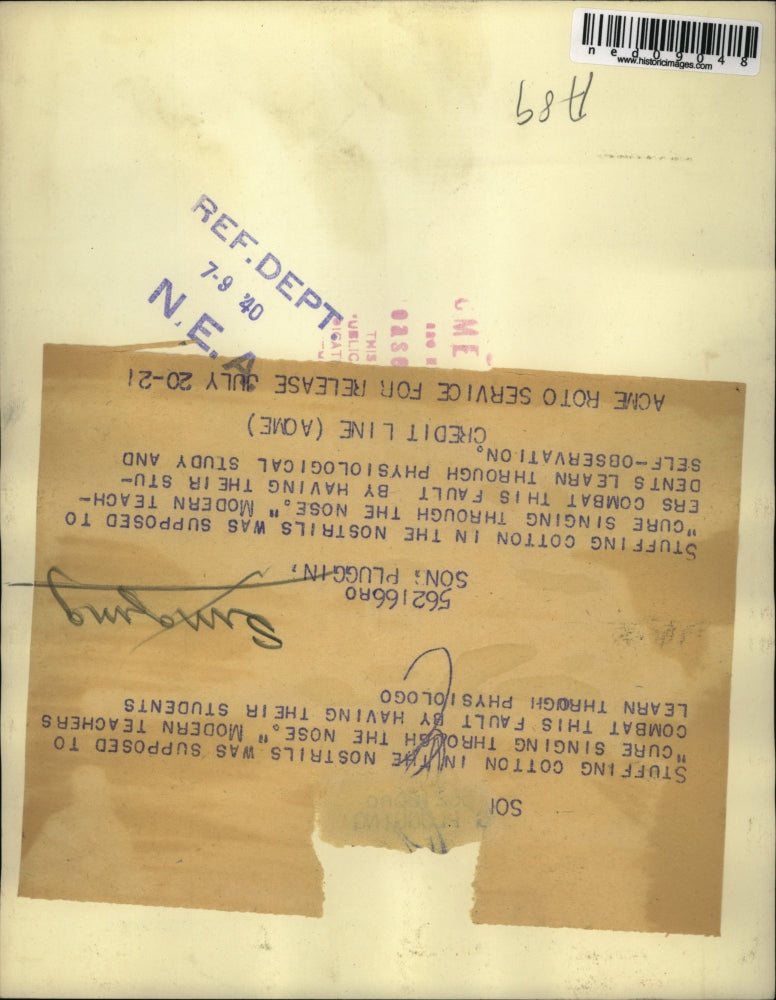 SOI
STUFFING COTTON IN THE NOSTRILS WAS SUPPOSED TO
"CURE SINGING THROUGH THE NOSE." MODERN TEACHERS
COMBAT THIS FAULT BY HAVING THEIR STUDENTS
LEARN THROUGH PHYSIOLOGO
562166RO
SON; PLUGGIN,
Singing
STUFFING COTTON IN THE NOSTRILS WAS SUPPOSED TO
"CURE SINGING THROUGH THE NOSE." MODERN TEACH-
ERS COMBAT THIS FAULT BY HAVING THEIR STU-
DENTS LEARN THROUGH PHYSIOLOGICAL STUDY AND
SELF-OBSERVATION.
CREDIT LINE (ACME)
ACME ROTO SERVICE FOR RELEASE JULY 20-21
REF. DEPT.
7-9 '40
N. E. A
THIS
A89
ned09048
www.historicimages.com